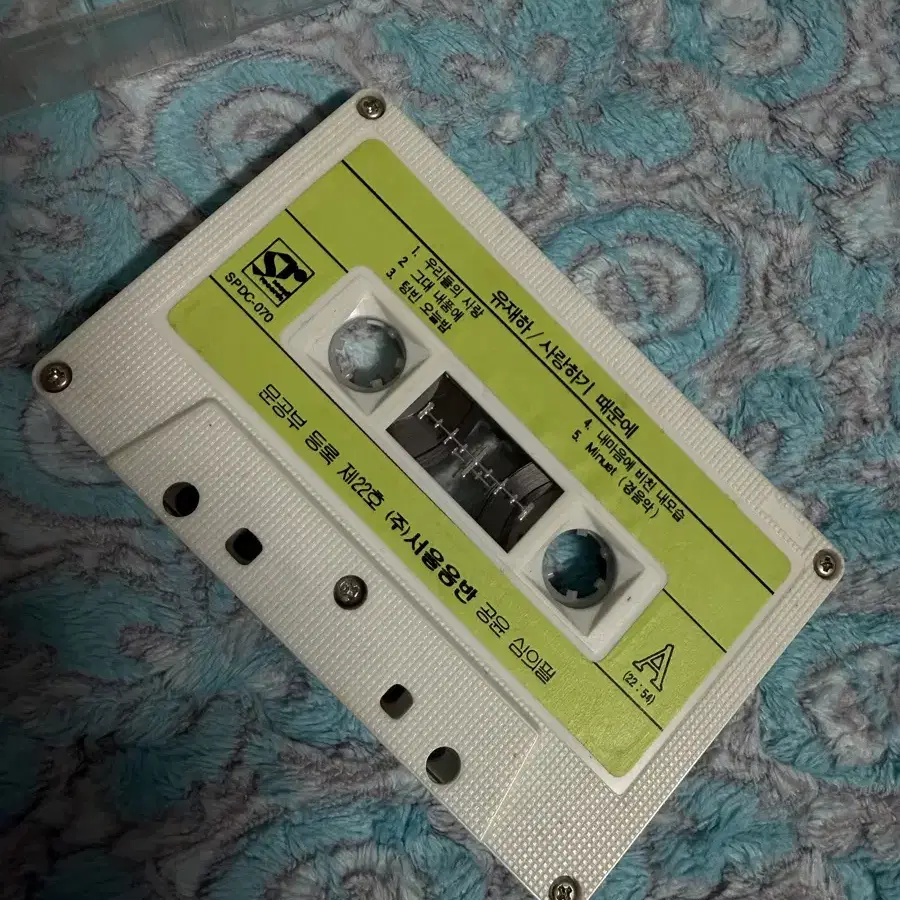 유재하/사랑하기 때문에
1. 우리들의 사랑
2. 그대 내품에
3. 텅빈 오늘밤
4. 내마음에 비친 내모습
5. Minuet (경음악)
SPDC-070
A
(22:54)
문공부 등록 제22호 (주)서울음반 공윤 심의필